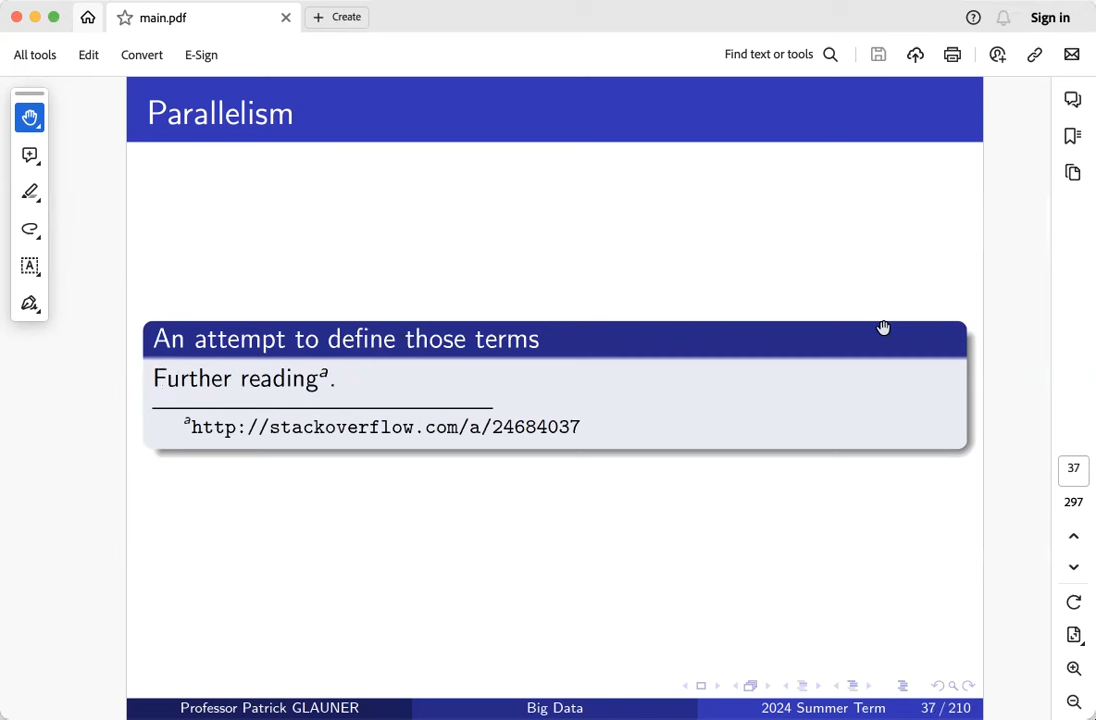 main.pdf
Create
Sign in
All tools
Edit
Convert
E-Sign
Find text or tools
Parallelism
An attempt to define those terms
Further readingᵃ.
ᵃhttp://stackoverflow.com/a/24684037
37
297
Professor Patrick GLAUNER
Big Data
2024 Summer Term
37 / 210